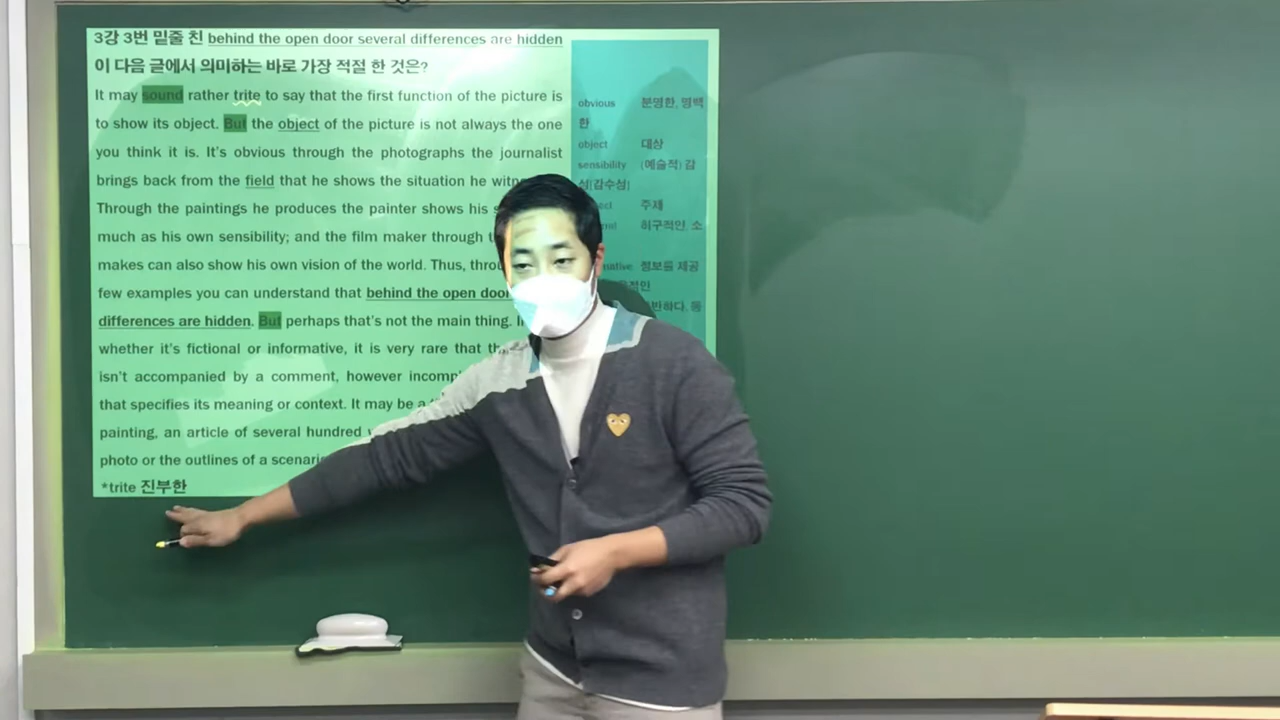 3강 3번 밑줄 친 behind the open door several differences are hidden
이 다음 글에서 의미하는 바로 가장 적절 한 것은?
It may sound rather trite to say that the first function of the picture is
to show its object. But the object of the picture is not always the one
you think it is. It's obvious through the photographs the journalist
brings back from the field that he shows the situation he
Through the paintings he produces the painter shows his
much as his own sensibility; and the film maker through
makes can also show his own vision of the world. Thus,
few examples you can understand that behind the open door
differences are hidden. But perhaps that's not the main thing.
whether it's fictional or informative, it is very rare that
isn't accompanied by a comment, however
that specifies its meaning or context. It may be a
painting, an article of several hundred
photo or the outlines of a
*trite 진부한
obvious 분명한, 명백
한
object 대상
sensibility (예술적) 감
성[감수성]
주제
허구적인, 소
정보를 제공